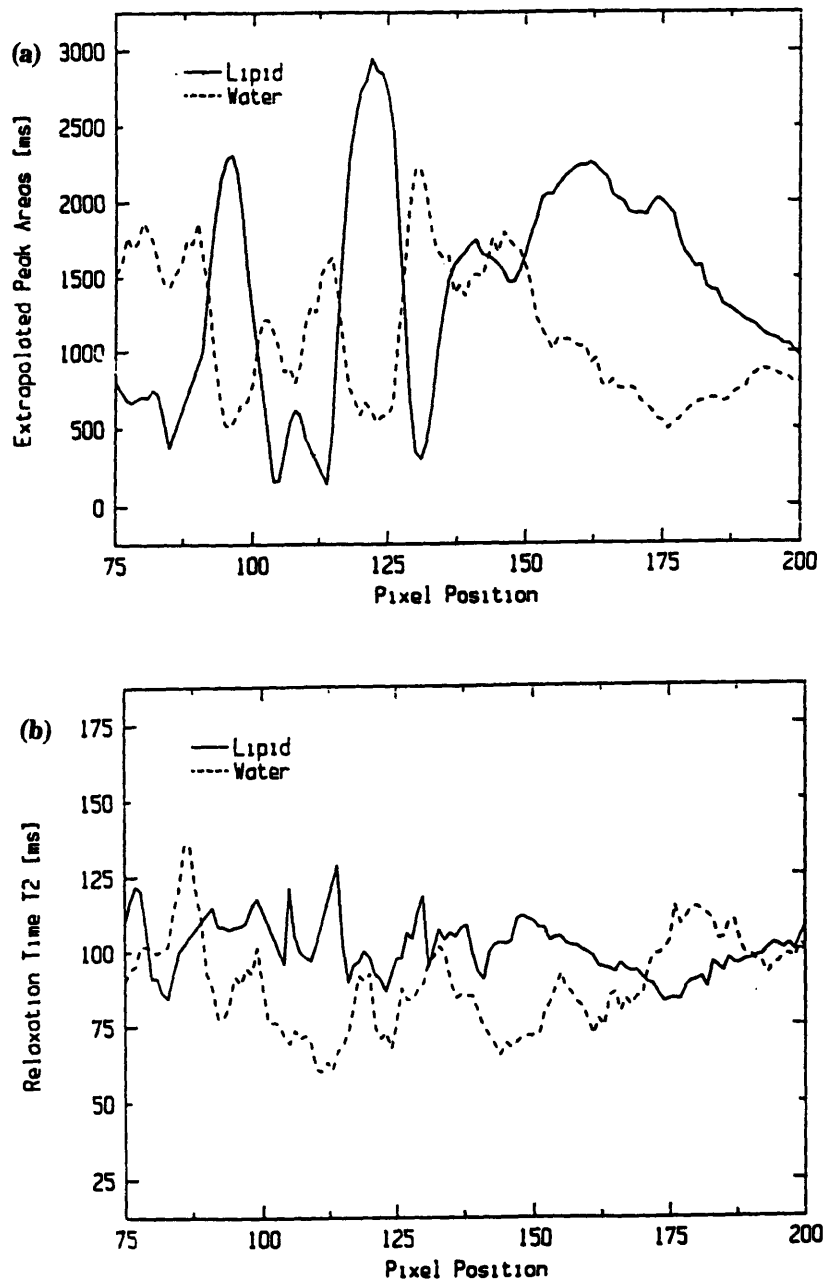 (a)
3000
2500
2000
1500
1000
500
0
Extrapolated Peak Areas [ms]
Lipid
Water
75 100 125 150 175 200
Pixel Position
(b)
175
150
125
100
75
50
25
Relaxation Time T2 [ms]
Lipid
Water
75 100 125 150 175 200
Pixel Position